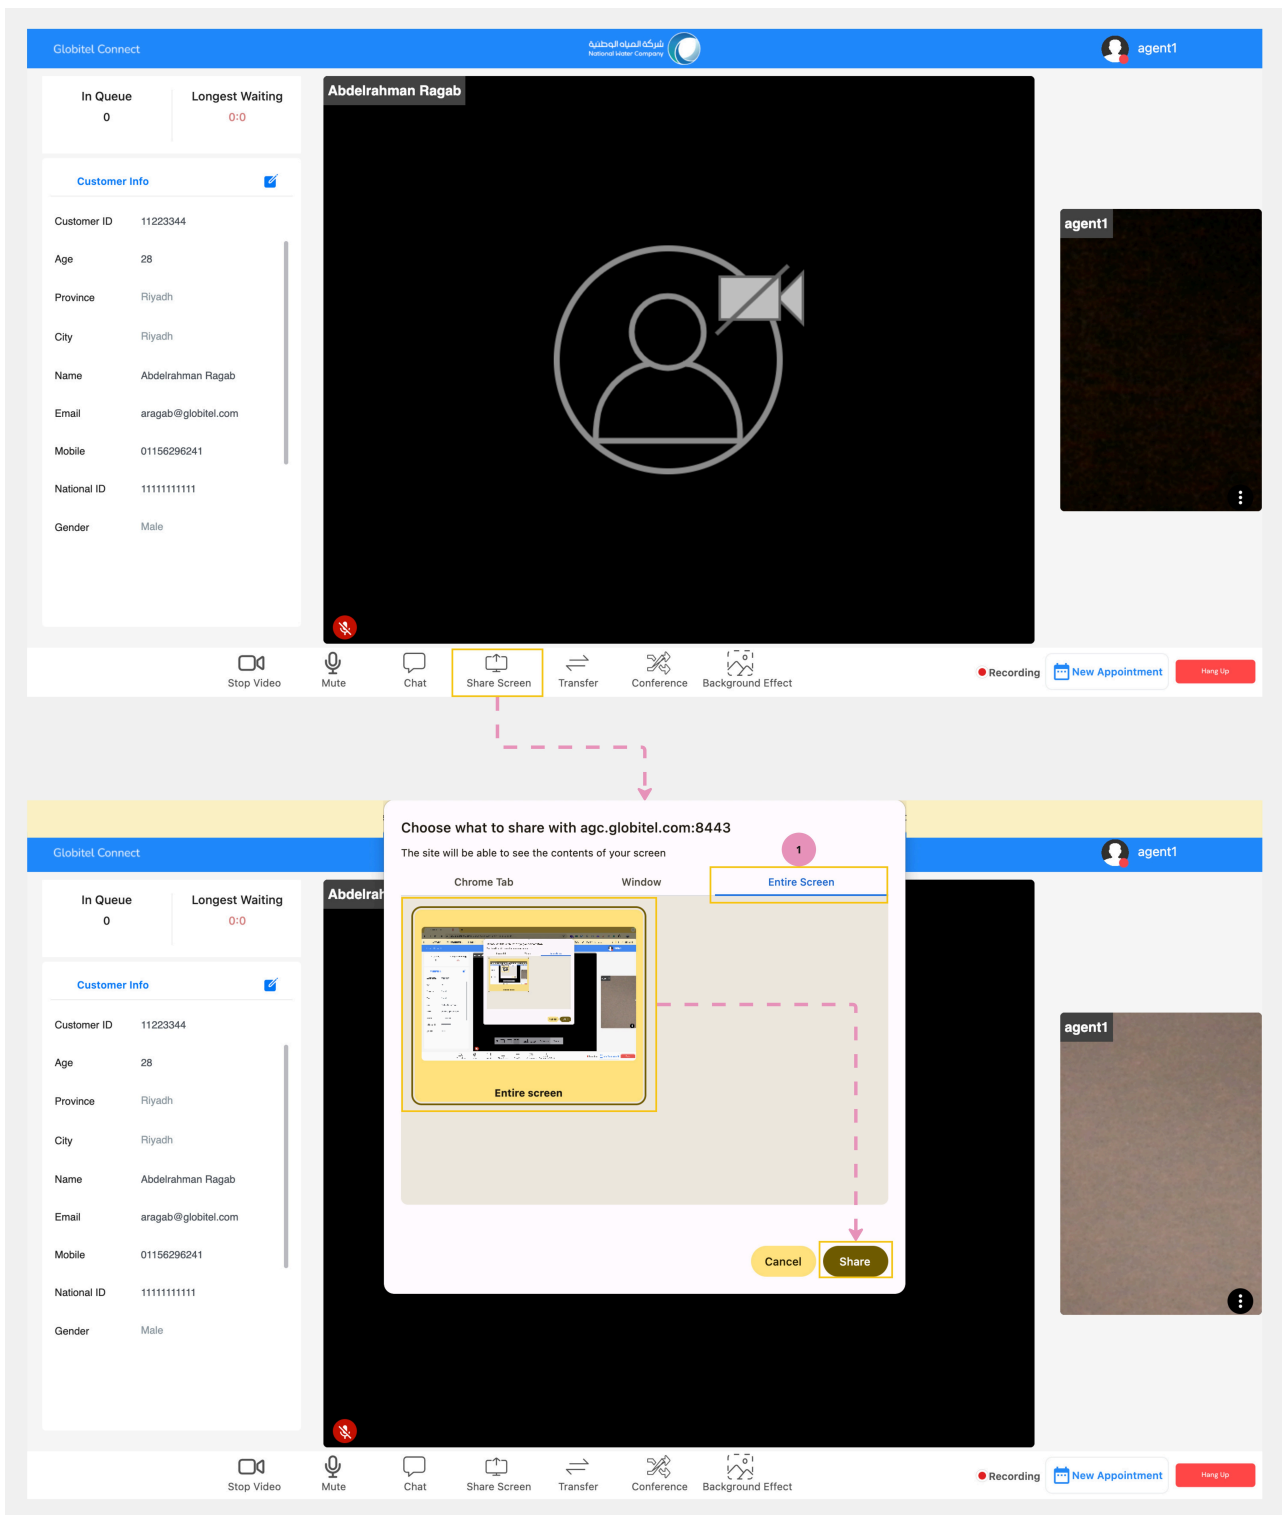 Globitel Connect
شركة المياه الوطنية
National Water Company
agent1
In Queue
0
Longest Waiting
0:0
Customer Info
Customer ID 11223344
Age 28
Province Riyadh
City Riyadh
Name Abdelrahman Ragab
Email aragab@globitel.com
Mobile 01156296241
National ID 11111111111
Gender Male
Abdelrahman Ragab
agent1
Stop Video
Mute
Chat
Share Screen
Transfer
Conference
Background Effect
Recording
New Appointment
Hang Up
Choose what to share with agc.globitel.com:8443
The site will be able to see the contents of your screen
1
Chrome Tab
Window
Entire Screen
Entire screen
Cancel
Share
Globitel Connect
agent1
In Queue
0
Longest Waiting
0:0
Customer Info
Customer ID 11223344
Age 28
Province Riyadh
City Riyadh
Name Abdelrahman Ragab
Email aragab@globitel.com
Mobile 01156296241
National ID 11111111111
Gender Male
Abdelrah
agent1
Stop Video
Mute
Chat
Share Screen
Transfer
Conference
Background Effect
Recording
New Appointment
Hang Up